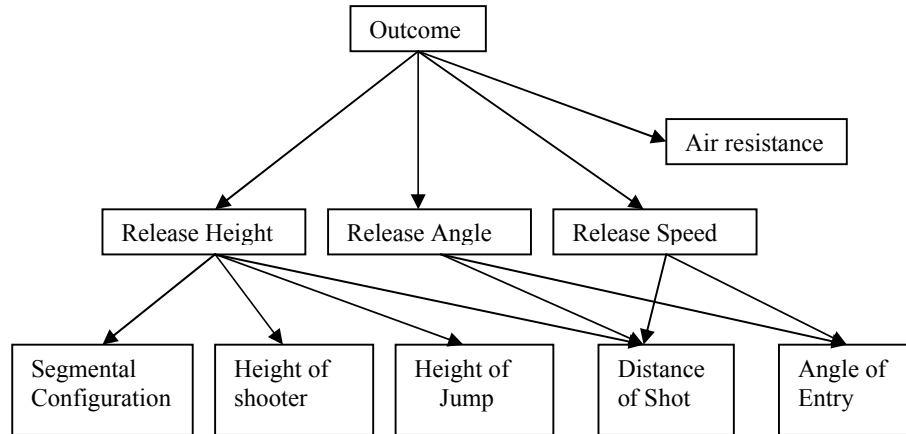 Outcome
Air resistance
Release Height
Release Angle
Release Speed
Segmental
Configuration
Height of
shooter
Height of
Jump
Distance
of Shot
Angle of
Entry